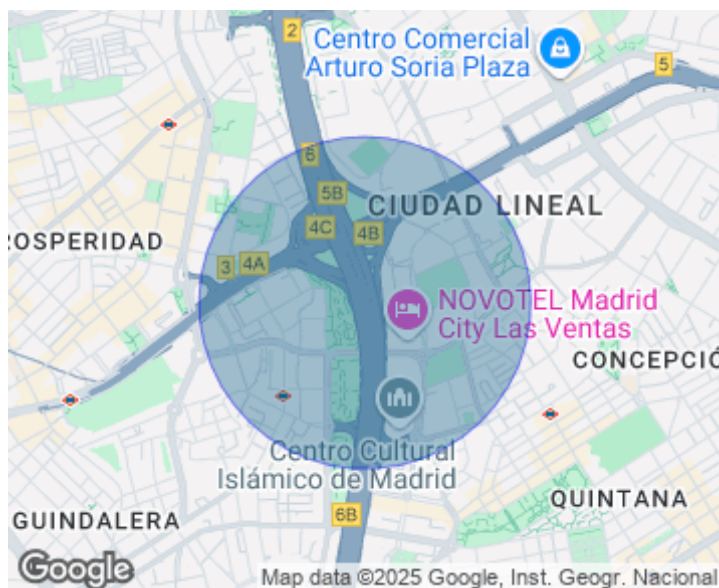 2
Centro Comercial
Arturo Soria Plaza
5
6
5B
CIUDAD LINEAL
4C
4B
ROSPERIDAD
3
4A
NOVOTEL Madrid
City Las Ventas
CONCEPCIÓ
Centro Cultural
Islámico de Madrid
QUINTANA
GUINDALERA
6B
Google
Map data ©2025 Google, Inst. Geogr. Nacional